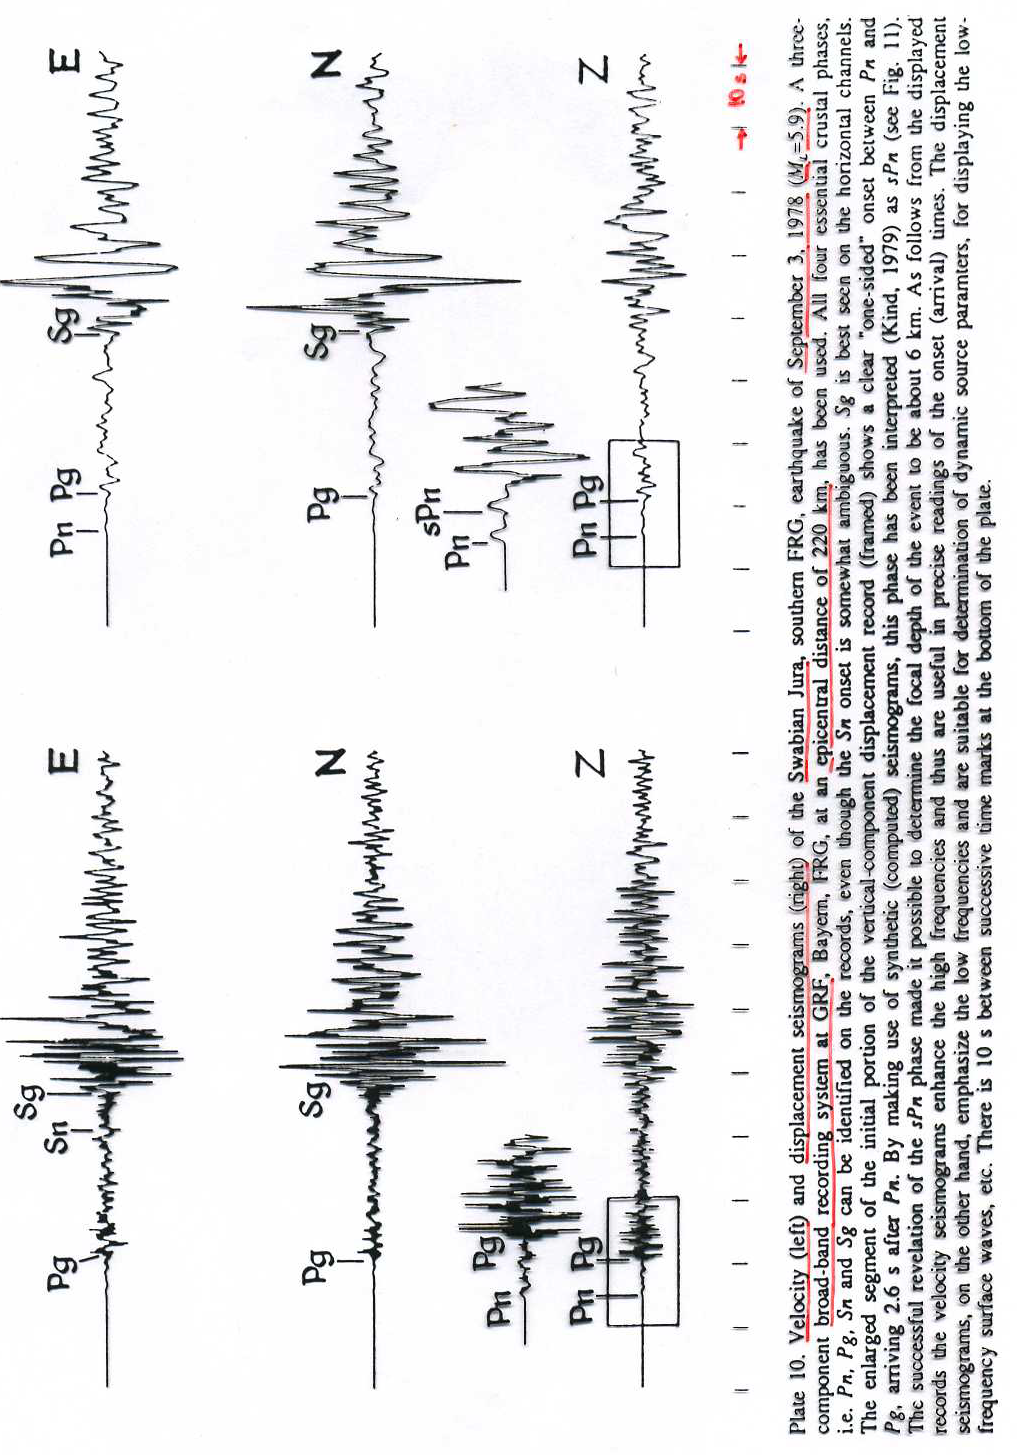 Pg Sn Sg E Pn Pg Sg E
Pg Sg N Pg Sg N
Pn Pg Pn sPn
Pn Pg Z Pn Pg Z
→| 10 s |←
Plate 10. Velocity (left) and displacement seismograms (right) of the Swabian Jura, southern FRG, earthquake of September 3, 1978 (M_L=5.9). A three-
component broad-band recording system at GRF, Bayern, FRG, at an epicentral distance of 220 km, has been used. All four essential crustal phases,
i.e. Pn, Pg, Sn and Sg can be identified on the records, even though the Sn onset is somewhat ambiguous. Sg is best seen on the horizontal channels.
The enlarged segment of the initial portion of the vertical-component displacement record (framed) shows a clear "one-sided" onset between Pn and
Pg, arriving 2.6 s after Pn. By making use of synthetic (computed) seismograms, this phase has been interpreted (Kind, 1979) as sPn (see Fig. 11).
The successful revelation of the sPn phase made it possible to determine the focal depth of the event to be about 6 km. As follows from the displayed
records the velocity seismograms enhance the high frequencies and thus are useful in precise readings of the onset (arrival) times. The displacement
seismograms, on the other hand, emphasize the low frequencies and are suitable for determination of dynamic source paramters, for displaying the low-
frequency surface waves, etc. There is 10 s between successive time marks at the bottom of the plate.